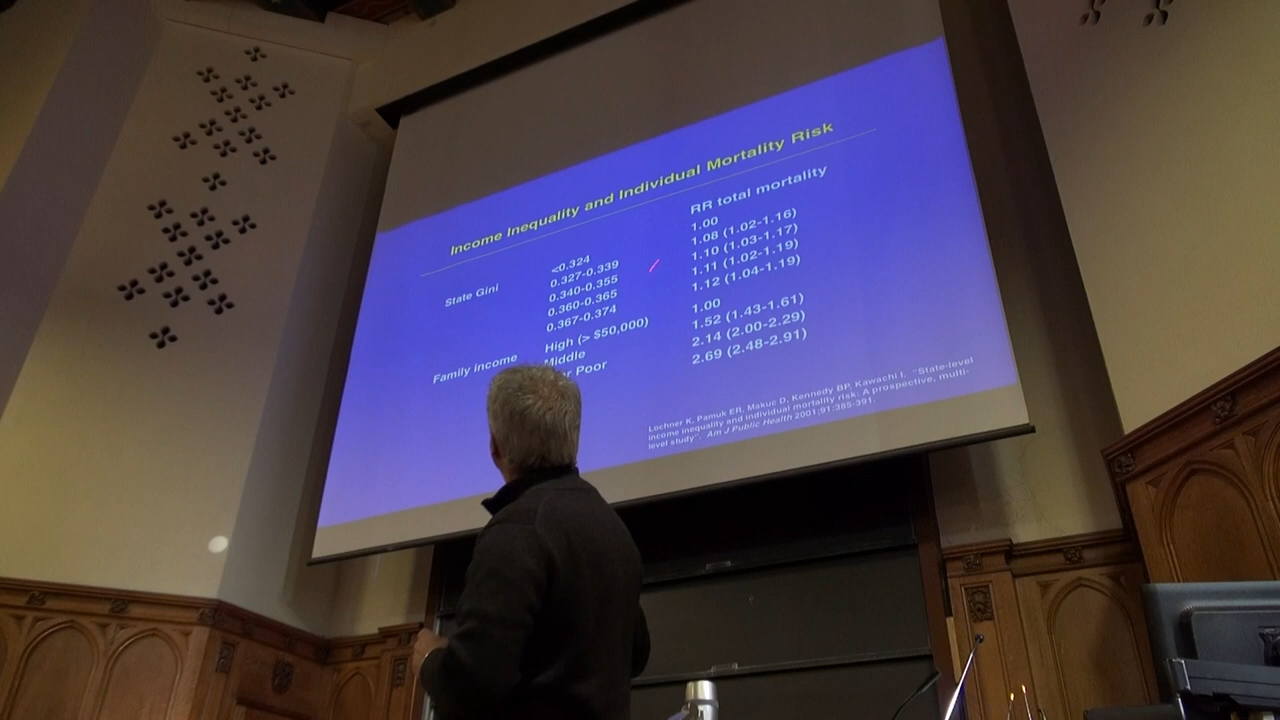 Income Inequality and Individual Mortality Risk
RR total mortality
State Gini <0.324 1.00
0.327-0.339 1.08 (1.02-1.16)
0.340-0.355 1.10 (1.03-1.17)
0.360-0.365 1.11 (1.02-1.19)
0.367-0.374 1.12 (1.04-1.19)
Family income High (> $50,000) 1.00
Middle 1.52 (1.43-1.61)
Poor 2.14 (2.00-2.29)
2.69 (2.48-2.91)
Lochner K, Pamuk ER, Makuc D, Kennedy BP, Kawachi I. "State-level
income inequality and individual mortality risk: A prospective, multi-
level study". Am J Public Health 2001;91:385-391.